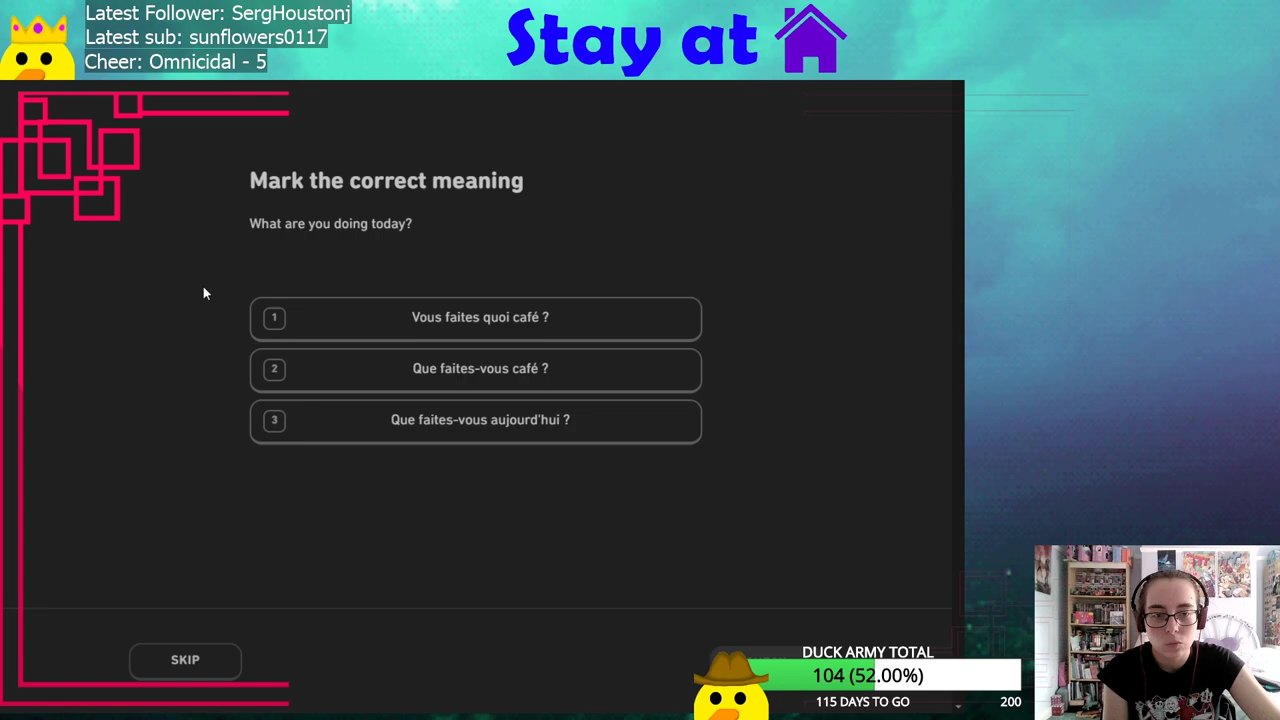 Latest Follower: SergHoustonj
Latest sub: sunflowers0117
Cheer: Omnicidal - 5
Stay at
Mark the correct meaning
What are you doing today?
1 Vous faites quoi café ?
2 Que faites-vous café ?
3 Que faites-vous aujourd'hui ?
SKIP
DUCK ARMY TOTAL
104 (52.00%)
115 DAYS TO GO 200